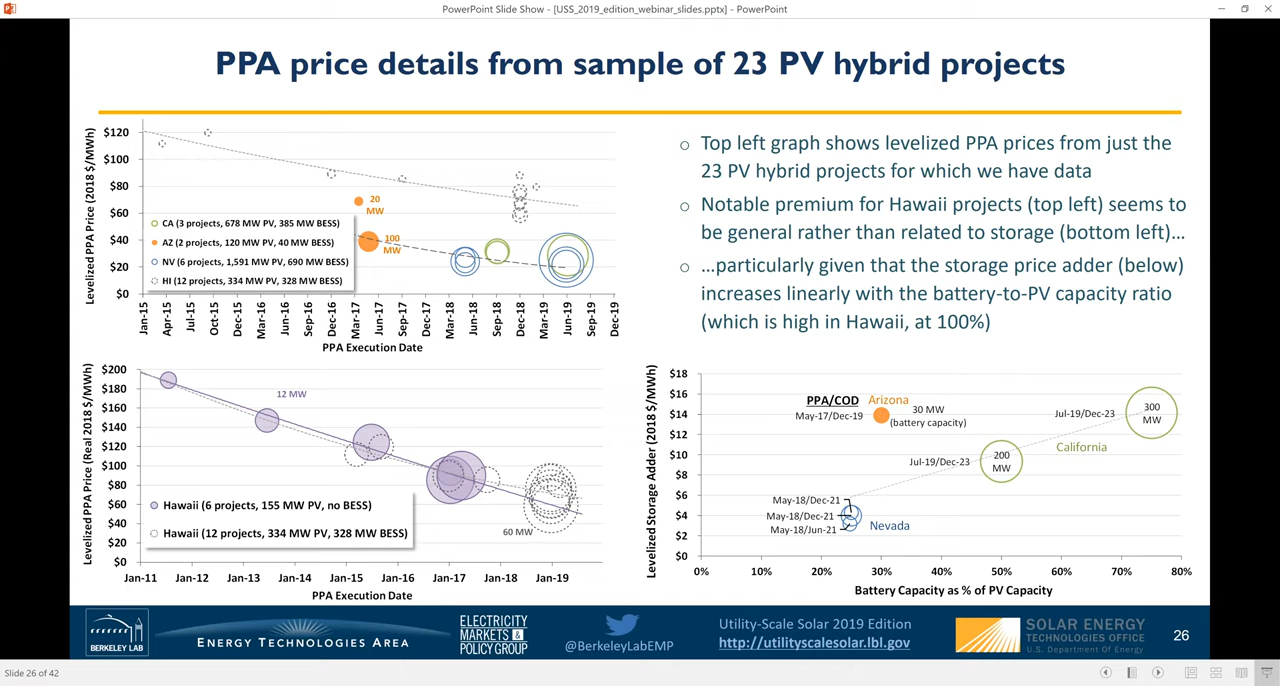 PowerPoint Slide Show - [USS_2019_edition_webinar_slides.pptx] - PowerPoint
PPA price details from sample of 23 PV hybrid projects
Levelized PPA Price (2018 $/MWh)
$120
$100
$80
$60
$40
$20
$0
20
MW
100
MW
CA (3 projects, 678 MW PV, 385 MW BESS)
AZ (2 projects, 120 MW PV, 40 MW BESS)
NV (6 projects, 1,591 MW PV, 690 MW BESS)
HI (12 projects, 334 MW PV, 328 MW BESS)
Jan-15
Apr-15
Jul-15
Oct-15
Dec-15
Mar-16
Jun-16
Sep-16
Dec-16
Mar-17
Jun-17
Sep-17
Dec-17
Mar-18
Jun-18
Sep-18
Dec-18
Mar-19
Jun-19
Sep-19
Dec-19
PPA Execution Date
o Top left graph shows levelized PPA prices from just the
23 PV hybrid projects for which we have data
o Notable premium for Hawaii projects (top left) seems to
be general rather than related to storage (bottom left)…
o …particularly given that the storage price adder (below)
increases linearly with the battery-to-PV capacity ratio
(which is high in Hawaii, at 100%)
Levelized PPA Price (Real 2018 $/MWh)
$200
$180
$160
$140
$120
$100
$80
$60
$40
$20
$0
12 MW
60 MW
Hawaii (6 projects, 155 MW PV, no BESS)
Hawaii (12 projects, 334 MW PV, 328 MW BESS)
Jan-11 Jan-12 Jan-13 Jan-14 Jan-15 Jan-16 Jan-17 Jan-18 Jan-19
PPA Execution Date
Levelized Storage Adder (2018 $/MWh)
$18
$16
$14
$12
$10
$8
$6
$4
$2
$0
PPA/COD Arizona
May-17/Dec-19
30 MW
(battery capacity)
Jul-19/Dec-23
300
MW
California
Jul-19/Dec-23
200
MW
May-18/Dec-21
May-18/Dec-21
May-18/Jun-21
Nevada
0% 10% 20% 30% 40% 50% 60% 70% 80%
Battery Capacity as % of PV Capacity
BERKELEY LAB
ENERGY TECHNOLOGIES AREA
ELECTRICITY
MARKETS &
POLICY GROUP
@BerkeleyLabEMP
Utility-Scale Solar 2019 Edition
http://utilityscalesolar.lbl.gov
SOLAR ENERGY
TECHNOLOGIES OFFICE
U.S. Department Of Energy
26
Slide 26 of 42